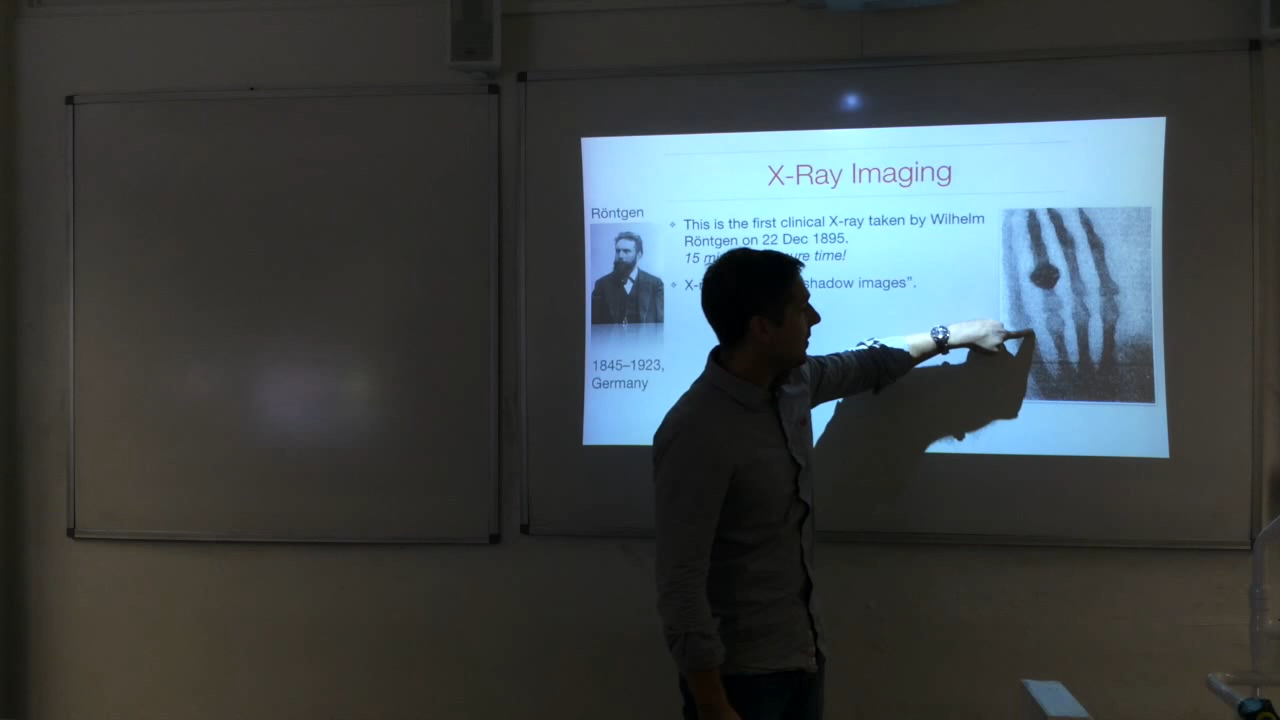 X-Ray Imaging
Röntgen
This is the first clinical X-ray taken by Wilhelm
Röntgen on 22 Dec 1895.
15 ure time!
shadow images”.
1845–1923,
Germany